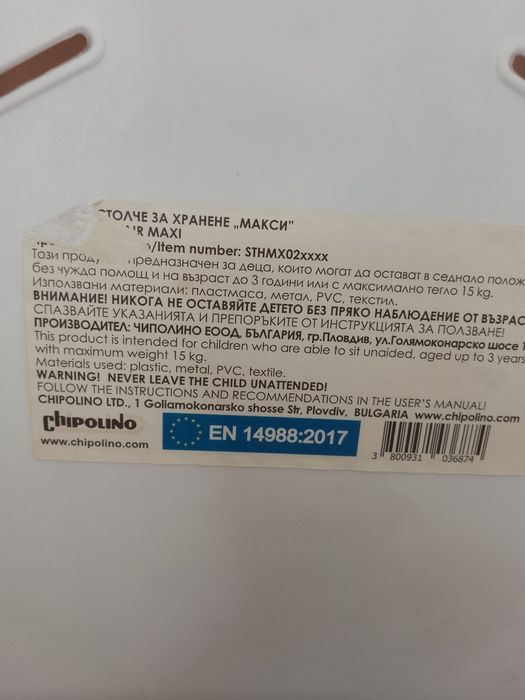 СТОЛЧЕ ЗА ХРАНЕНЕ „МАКСИ"
MAXI
/Item number: STHMX02xxxx
Този предназначен за деца, които могат да остават в седнало
без чужда помощ и на възраст до 3 години или с максимално тегло 15 kg.
Използвани материали: пластмаса, метал, PVC, текстил.
ВНИМАНИЕ! НИКОГА НЕ ОСТАВЯЙТЕ ДЕТЕТО БЕЗ ПРЯКО НАБЛЮДЕНИЕ ОТ
СПАЗВАЙТЕ УКАЗАНИЯТА И ПРЕПОРЪКИТЕ ОТ ИНСТРУКЦИЯТА ЗА ПОЛЗВАНЕ!
ПРОИЗВОДИТЕЛ: ЧИПОЛИНО ЕООД, БЪЛГАРИЯ, гр.Пловдив, ул.Голямоконарско шосе 1
This product is intended for children who are able to sit unaided, aged up to 3 years
with maximum weight 15 kg.
Materials used: plastic, metal, PVC, textile.
WARNING! NEVER LEAVE THE CHILD UNATTENDED!
FOLLOW THE INSTRUCTIONS AND RECOMMENDATIONS IN THE USER'S MANUAL!
CHIPOLINO LTD., 1 Goliamokonarsko shosse Str, Plovdiv, BULGARIA www.chipolino.com
CHIPOLINO
www.chipolino.com
EN 14988:2017
3 800931 036874